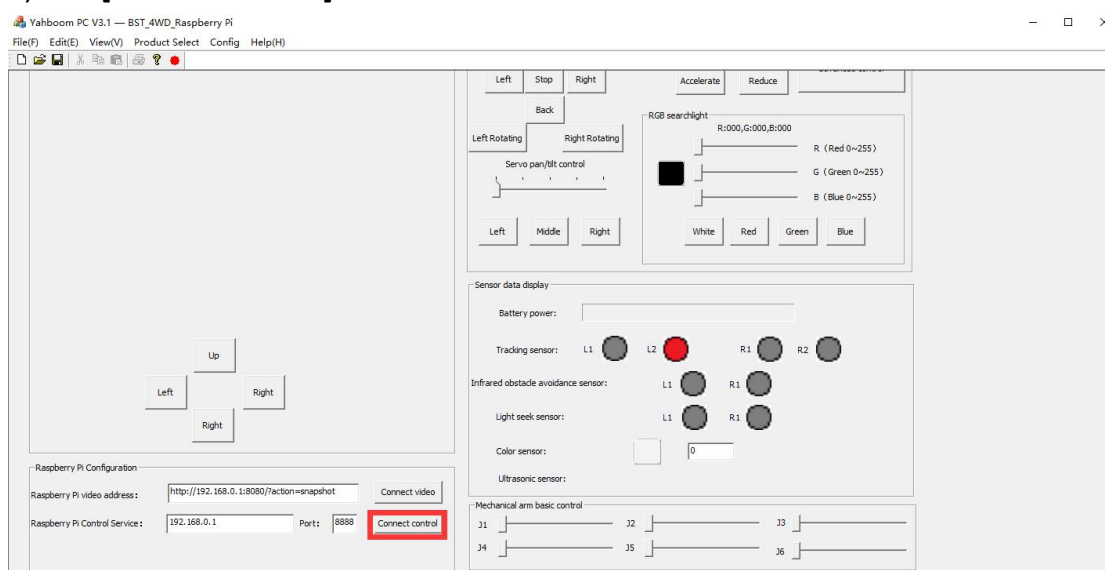 Yahboom PC V3.1 — BST_4WD_Raspberry Pi
File(F) Edit(E) View(V) Product Select Config Help(H)
Left Stop Right
Back
Left Rotating Right Rotating
Servo pan/tilt control
Left Middle Right
Accelerate Reduce
RGB searchlight
R:000,G:000,B:000
R (Red 0~255)
G (Green 0~255)
B (Blue 0~255)
White Red Green Blue
Sensor data display
Battery power:
Tracking sensor: L1 L2 R1 R2
Infrared obstacle avoidance sensor: L1 R1
Light seek sensor: L1 R1
Color sensor: 0
Ultrasonic sensor:
Up
Left Right
Right
Raspberry Pi Configuration
Raspberry Pi video address: http://192.168.0.1:8080/?action=snapshot Connect video
Raspberry Pi Control Service: 192.168.0.1 Port: 8888 Connect control
Mechanical arm basic control
J1 J2 J3
J4 J5 J6